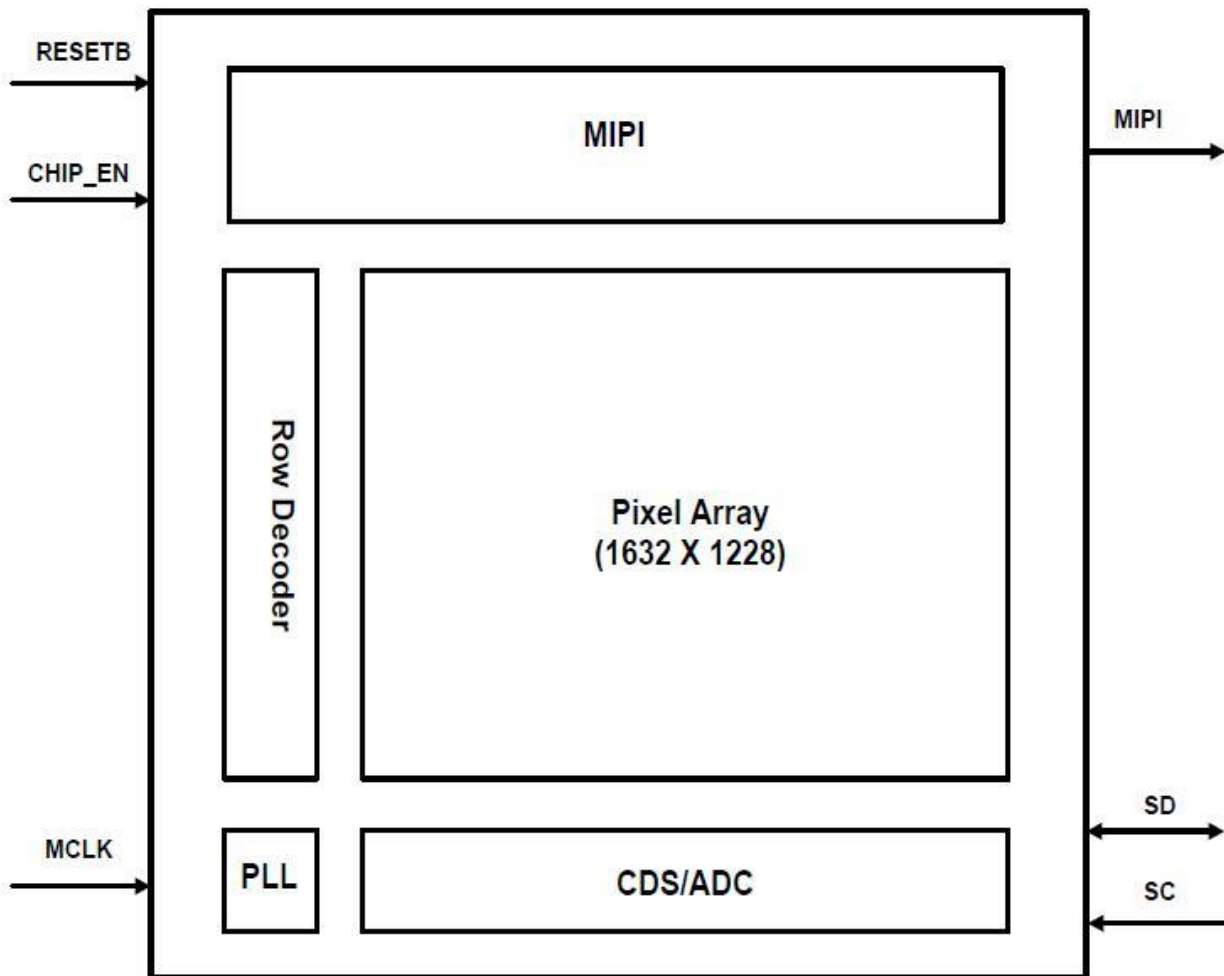 RESETB
MIPI
MIPI
CHIP_EN
Row Decoder
Pixel Array
(1632 X 1228)
SD
MCLK
PLL
CDS/ADC
SC